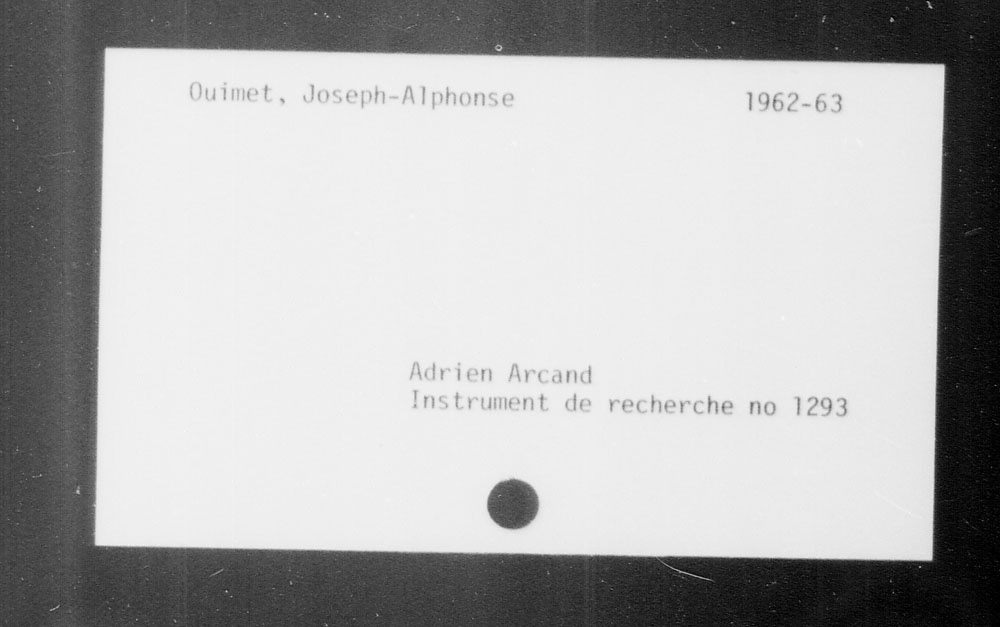 Ouimet, Joseph-Alphonse 1962-63
Adrien Arcand
Instrument de recherche no 1293